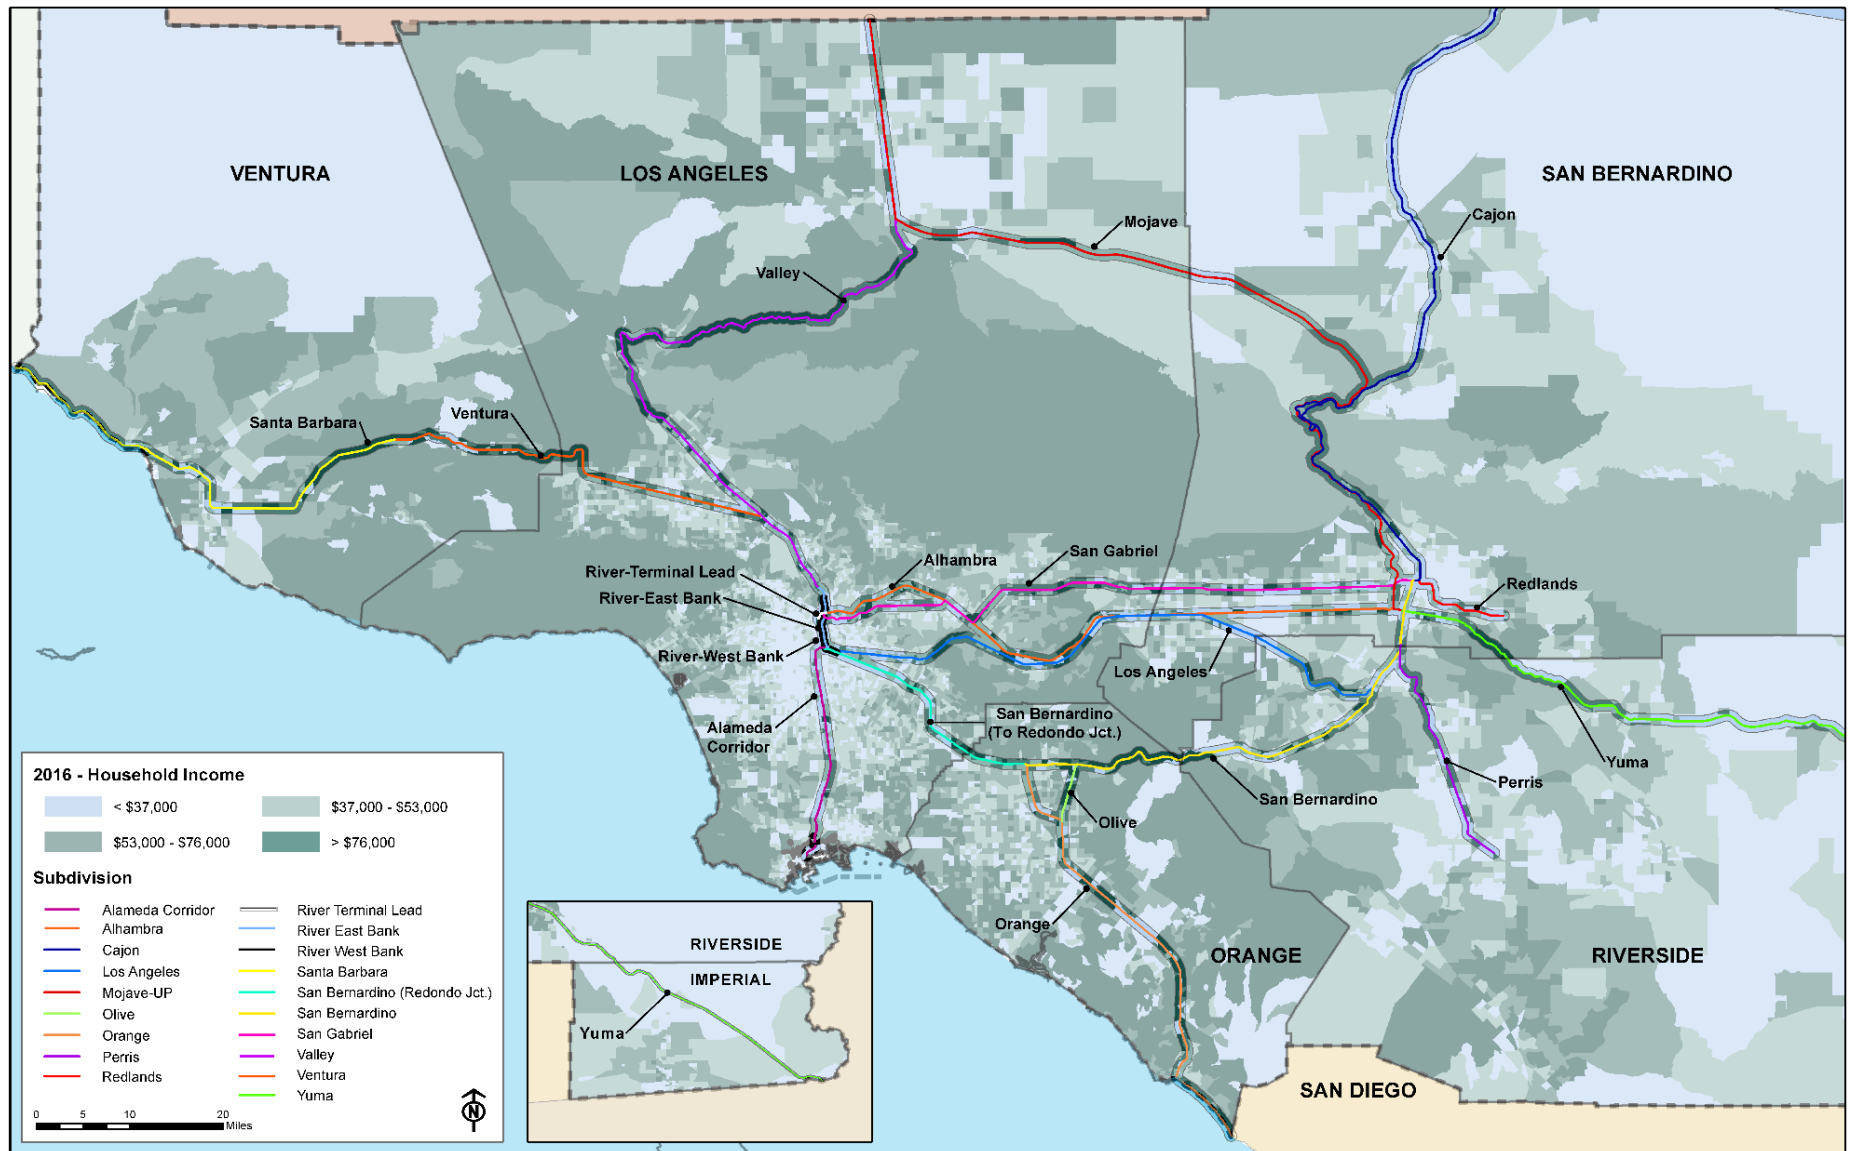 VENTURA
LOS ANGELES
SAN BERNARDINO
Mojave
Cajon
Valley
Santa Barbara
Ventura
River-Terminal Lead
River-East Bank
River-West Bank
Alhambra
San Gabriel
Redlands
Los Angeles
Alameda
Corridor
San Bernardino
(To Redondo Jct.)
San Bernardino
Olive
Perris
Yuma
Orange
ORANGE
RIVERSIDE
SAN DIEGO
2016 - Household Income
< $37,000
$37,000 - $53,000
$53,000 - $76,000
> $76,000
Subdivision
Alameda Corridor
Alhambra
Cajon
Los Angeles
Mojave-UP
Olive
Orange
Perris
Redlands
River Terminal Lead
River East Bank
River West Bank
Santa Barbara
San Bernardino (Redondo Jct.)
San Bernardino
San Gabriel
Valley
Ventura
Yuma
0 5 10 20
Miles
N
RIVERSIDE
IMPERIAL
Yuma